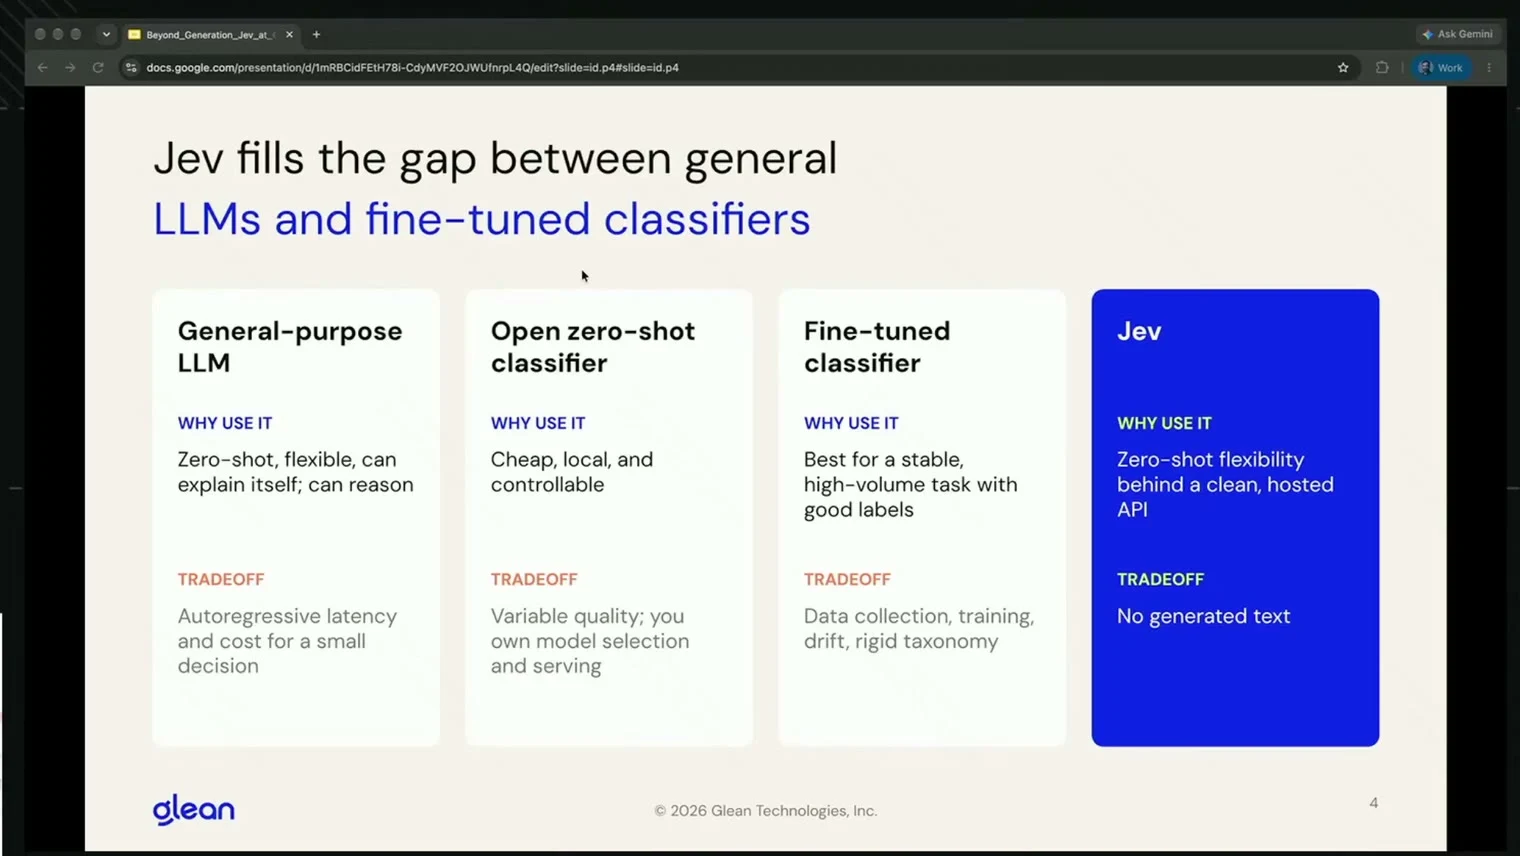 Beyond_Generation_Jev_at_
Ask Gemini
docs.google.com/presentation/d/1mRBCidFEtH78i-CdyMVF2OJWUfnrpL4Q/edit?slide=id.p4#slide=id.p4
Work
Jev fills the gap between general
LLMs and fine-tuned classifiers
General-purpose
LLM
WHY USE IT
Zero-shot, flexible, can
explain itself; can reason
TRADEOFF
Autoregressive latency
and cost for a small
decision
Open zero-shot
classifier
WHY USE IT
Cheap, local, and
controllable
TRADEOFF
Variable quality; you
own model selection
and serving
Fine-tuned
classifier
WHY USE IT
Best for a stable,
high-volume task with
good labels
TRADEOFF
Data collection, training,
drift, rigid taxonomy
Jev
WHY USE IT
Zero-shot flexibility
behind a clean, hosted
API
TRADEOFF
No generated text
glean
© 2026 Glean Technologies, Inc.
4